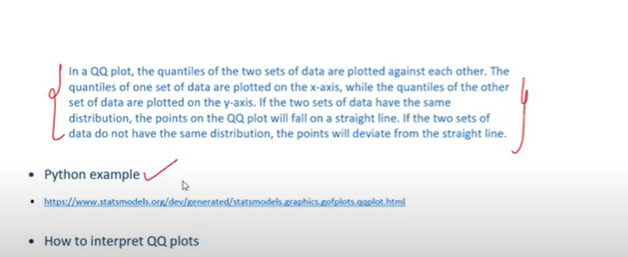 In a QQ plot, the quantiles of the two sets of data are plotted against each other. The
quantiles of one set of data are plotted on the x-axis, while the quantiles of the other
set of data are plotted on the y-axis. If the two sets of data have the same
distribution, the points on the QQ plot will fall on a straight line. If the two sets of
data do not have the same distribution, the points will deviate from the straight line.
• Python example
• https://www.statsmodels.org/dev/generated/statsmodels.graphics.gofplots.qqplot.html
• How to interpret QQ plots